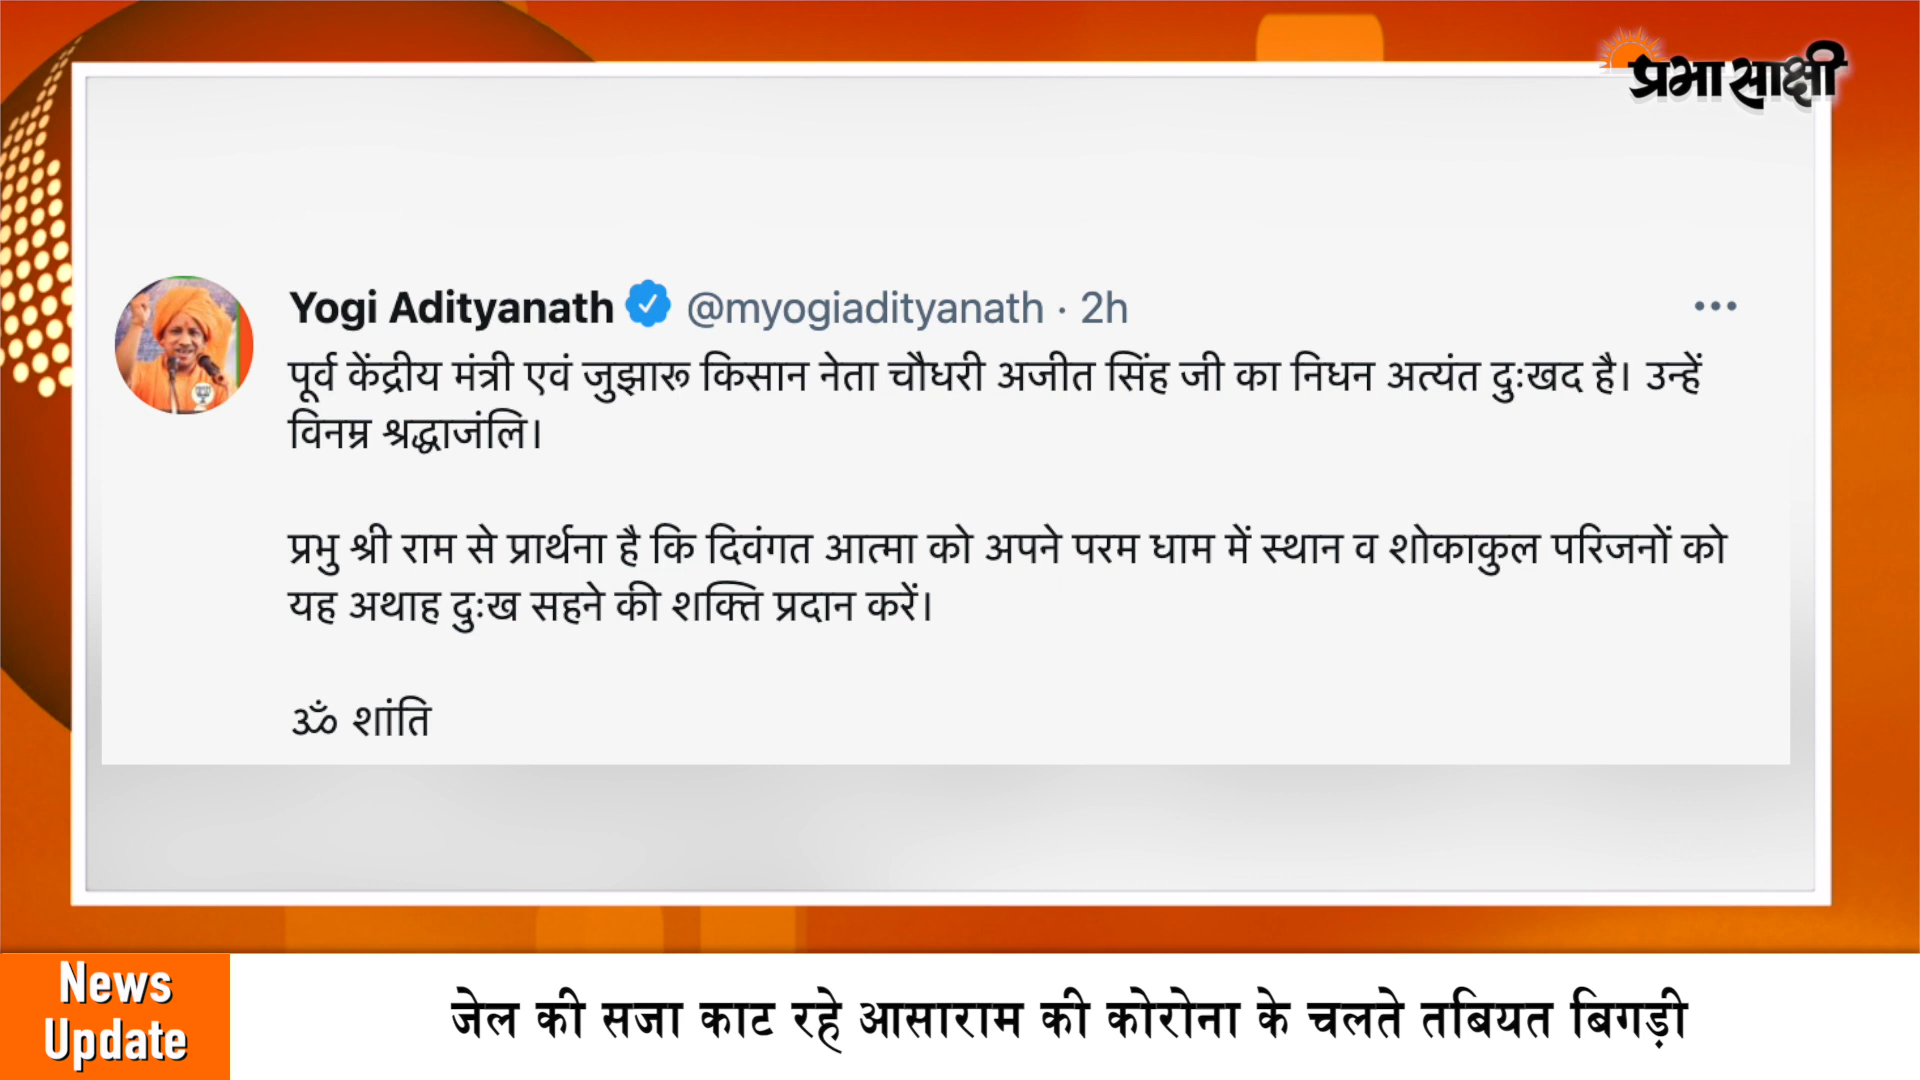 प्रभासाक्षी
Yogi Adityanath @myogiadityanath · 2h
पूर्व केंद्रीय मंत्री एवं जुझारू किसान नेता चौधरी अजीत सिंह जी का निधन अत्यंत दुःखद है। उन्हें
विनम्र श्रद्धाजंलि।
प्रभु श्री राम से प्रार्थना है कि दिवंगत आत्मा को अपने परम धाम में स्थान व शोकाकुल परिजनों को
यह अथाह दुःख सहने की शक्ति प्रदान करें।
ॐ शांति
News
Update
जेल की सजा काट रहे आसाराम की कोरोना के चलते तबियत बिगड़ी